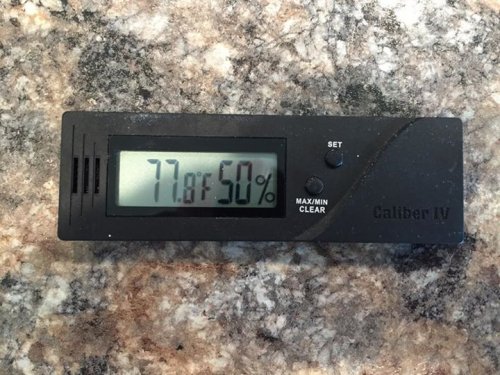 SET
77.8°F 50%
MAX/MIN
CLEAR
Caliber IV